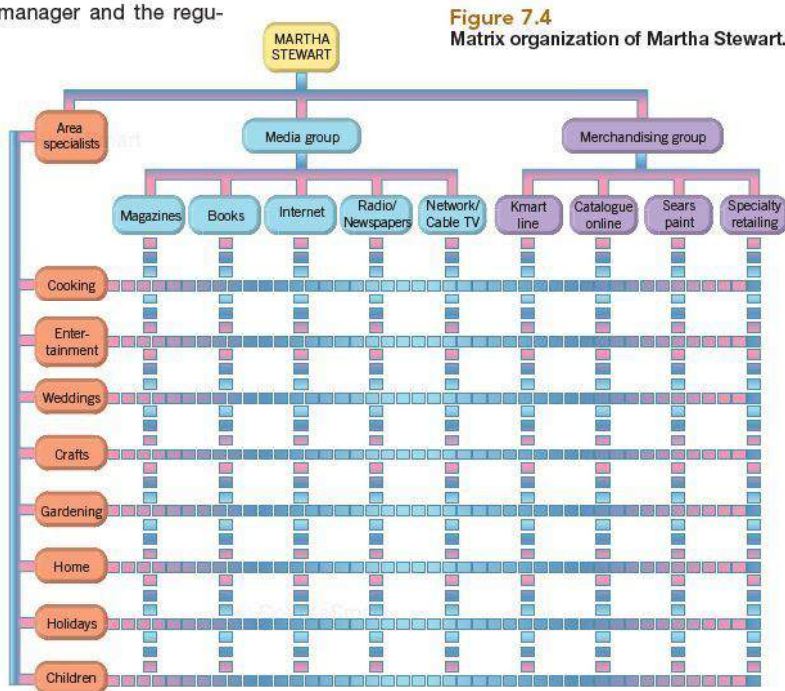 manager and the regu-
Figure 7.4
Matrix organization of Martha Stewart.
MARTHA
STEWART
Area
specialists
Media group
Merchandising group
Magazines
Books
Internet
Radio/
Newspapers
Network/
Cable TV
Kmart
line
Catalogue
online
Sears
paint
Specialty
retailing
Cooking
Enter-
tainment
Weddings
Crafts
Gardening
Home
Holidays
Children